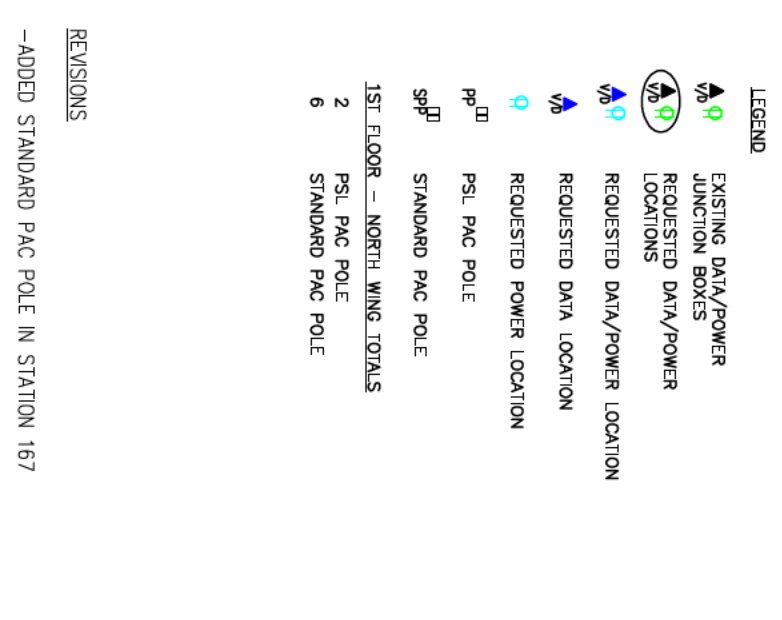 LEGEND
V/D EXISTING DATA/POWER
JUNCTION BOXES
V/D REQUESTED DATA/POWER
LOCATIONS
V/D REQUESTED DATA/POWER LOCATION
V/D REQUESTED DATA LOCATION
REQUESTED POWER LOCATION
PP PSL PAC POLE
SPP STANDARD PAC POLE
1ST FLOOR - NORTH WING TOTALS
2 PSL PAC POLE
6 STANDARD PAC POLE
REVISIONS
-ADDED STANDARD PAC POLE IN STATION 167